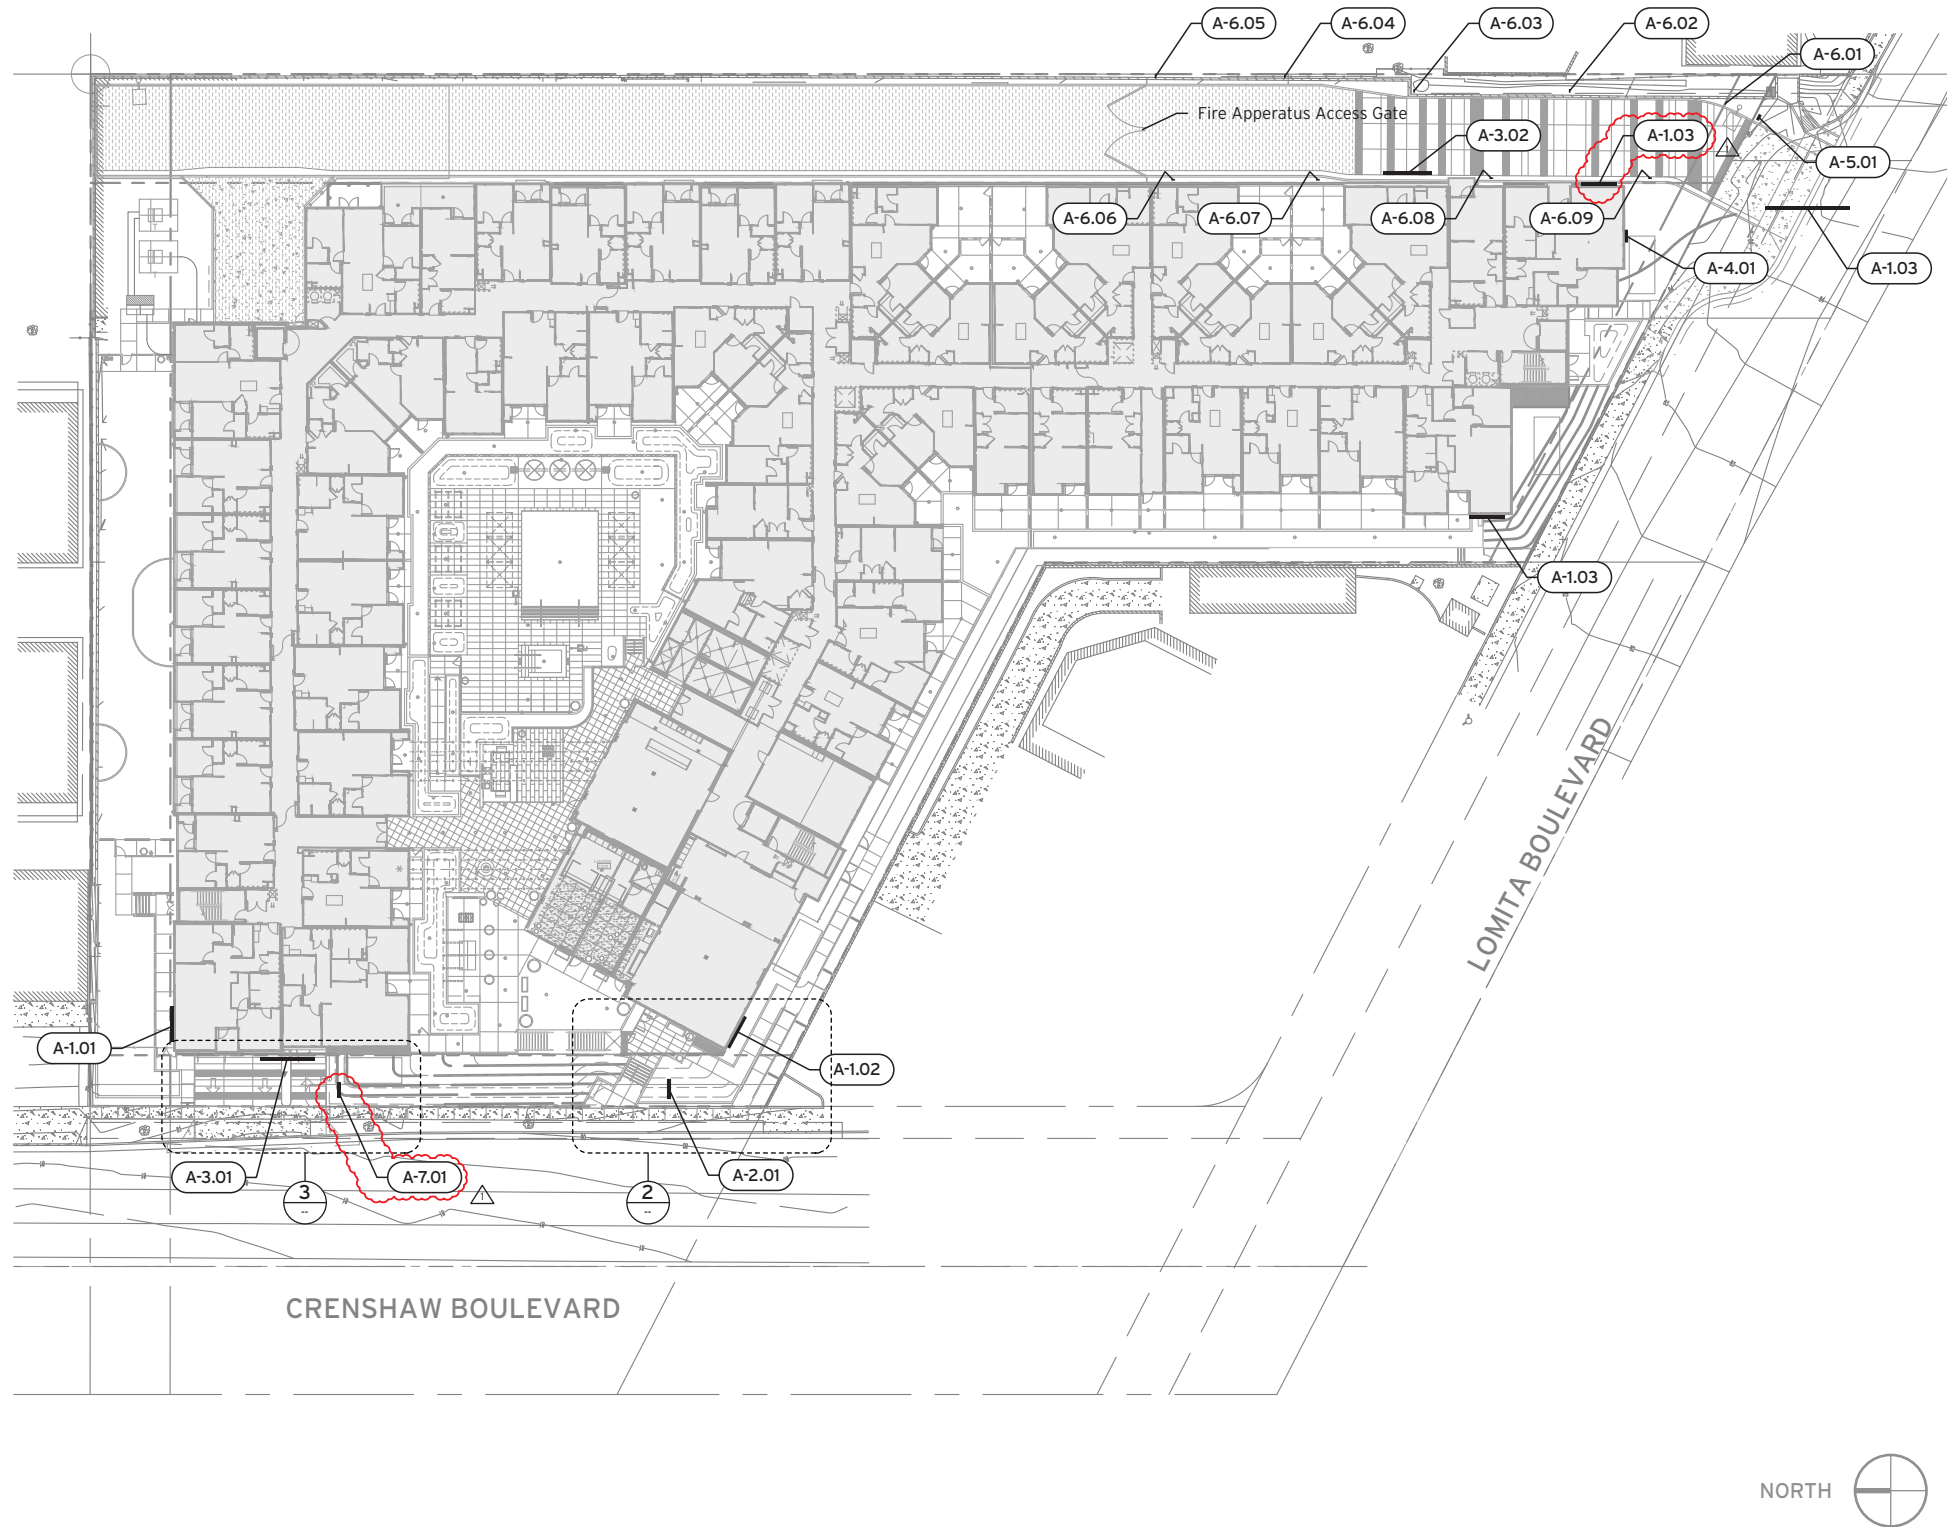 A-6.05
A-6.04
A-6.03
A-6.02
A-6.01
Fire Apperatus Access Gate
A-3.02
A-1.03
1
A-5.01
A-6.06
A-6.07
A-6.08
A-6.09
A-4.01
A-1.03
A-1.03
LOMITA BOULEVARD
A-1.01
A-1.02
A-3.01
3
--
A-7.01
1
2
--
A-2.01
CRENSHAW BOULEVARD
NORTH